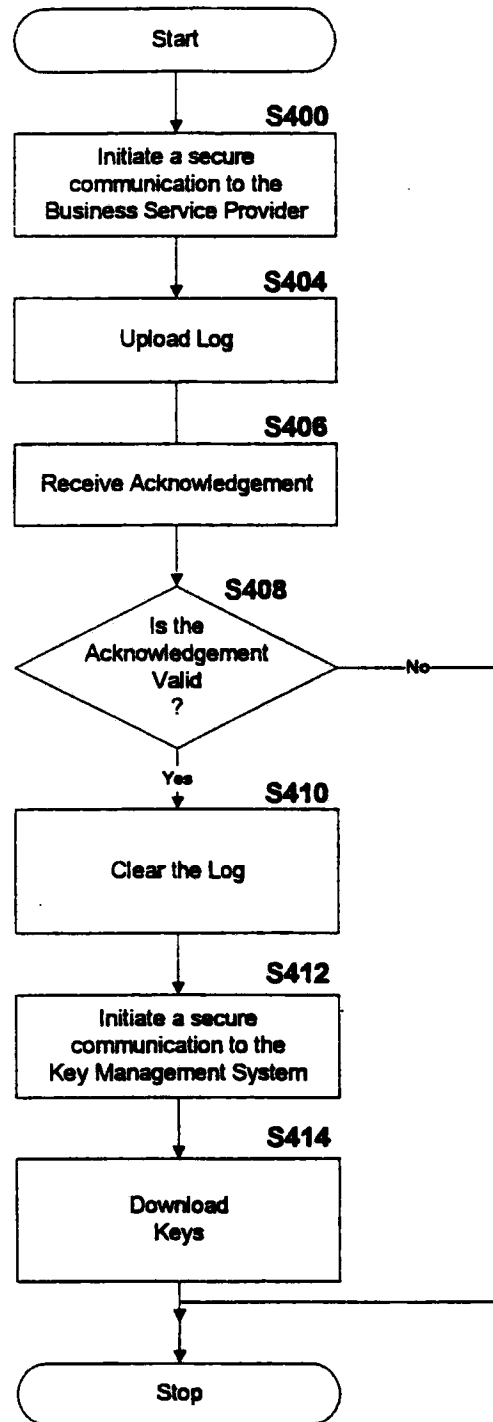 Start
S400
Initiate a secure
communication to the
Business Service Provider
S404
Upload Log
S406
Receive Acknowledgement
S408
Is the
Acknowledgement
Valid
?
No
Yes
S410
Clear the Log
S412
Initiate a secure
communication to the
Key Management System
S414
Download
Keys
Stop